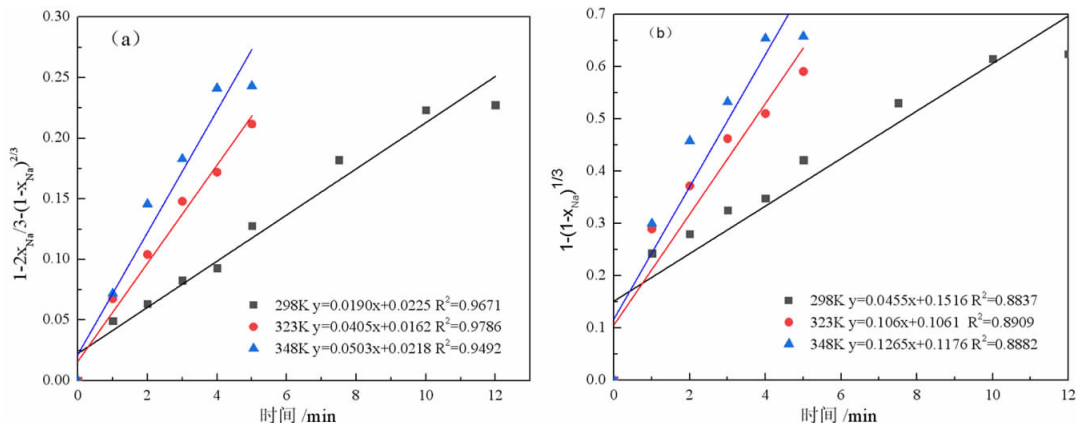 (a)
0.30
0.25
0.20
0.15
0.10
0.05
0.00
0 2 4 6 8 10 12
1-2x_Na/3-(1-x_Na)^2/3
298K y=0.0190x+0.0225 R²=0.9671
323K y=0.0405x+0.0162 R²=0.9786
348K y=0.0503x+0.0218 R²=0.9492
时间 /min
(b)
0.7
0.6
0.5
0.4
0.3
0.2
0.1
0.0
0 2 4 6 8 10 12
1-(1-x_Na)^1/3
298K y=0.0455x+0.1516 R²=0.8837
323K y=0.106x+0.1061 R²=0.8909
348K y=0.1265x+0.1176 R²=0.8882
时间 /min